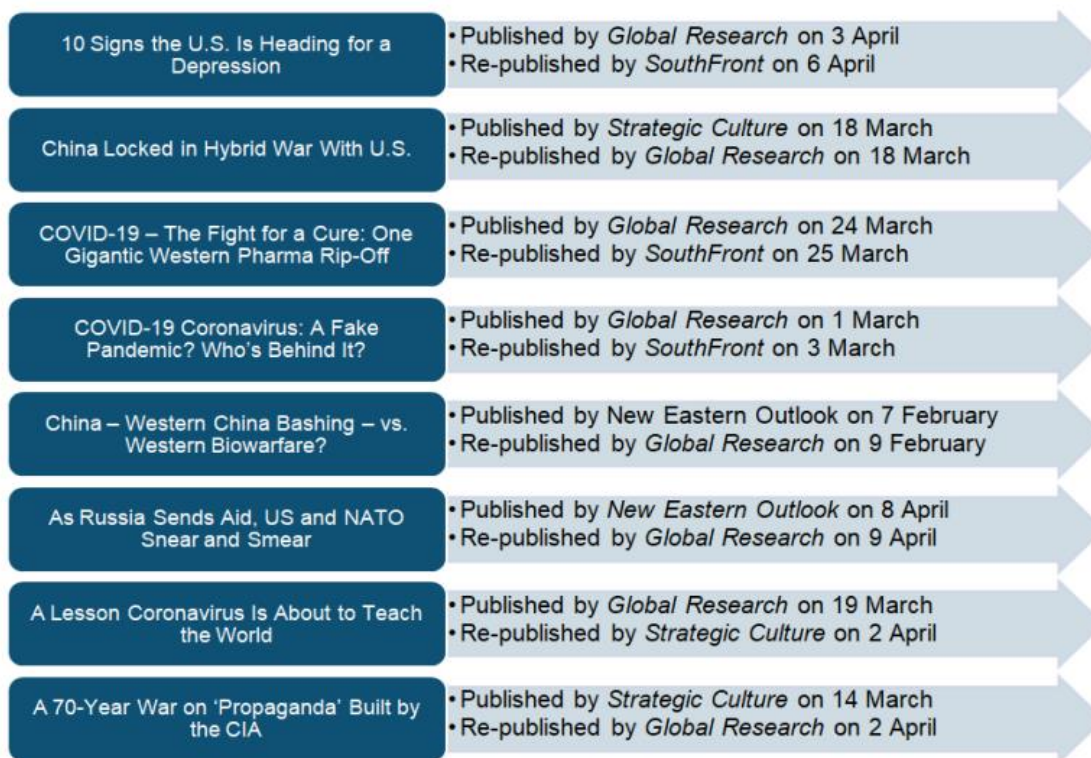 10 Signs the U.S. Is Heading for a
Depression
• Published by Global Research on 3 April
• Re-published by SouthFront on 6 April
China Locked in Hybrid War With U.S.
• Published by Strategic Culture on 18 March
• Re-published by Global Research on 18 March
COVID-19 – The Fight for a Cure: One
Gigantic Western Pharma Rip-Off
• Published by Global Research on 24 March
• Re-published by SouthFront on 25 March
COVID-19 Coronavirus: A Fake
Pandemic? Who’s Behind It?
• Published by Global Research on 1 March
• Re-published by SouthFront on 3 March
China – Western China Bashing – vs.
Western Biowarfare?
• Published by New Eastern Outlook on 7 February
• Re-published by Global Research on 9 February
As Russia Sends Aid, US and NATO
Snear and Smear
• Published by New Eastern Outlook on 8 April
• Re-published by Global Research on 9 April
A Lesson Coronavirus Is About to Teach
the World
• Published by Global Research on 19 March
• Re-published by Strategic Culture on 2 April
A 70-Year War on ‘Propaganda’ Built by
the CIA
• Published by Strategic Culture on 14 March
• Re-published by Global Research on 2 April